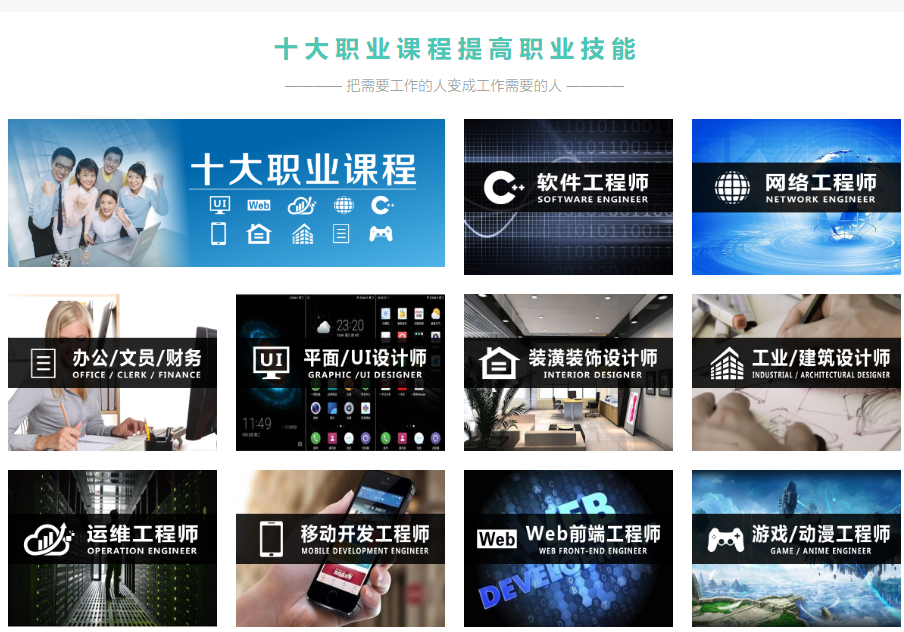 十大职业课程提高职业技能
———— 把需要工作的人变成工作需要的人 ————
十大职业课程
UI
Web
C++
C++
软件工程师
SOFTWARE ENGINEER
网络工程师
NETWORK ENGINEER
办公/文员/财务
OFFICE / CLERK / FINANCE
23:20
UI
平面/UI设计师
GRAPHIC /UI DESIGNER
11:49
装潢装饰设计师
INTERIOR DESIGNER
工业/建筑设计师
INDUSTRIAL / ARCHITECTURAL DESIGNER
运维工程师
OPERATION ENGINEER
移动开发工程师
MOBILE DEVELOPMENT ENGINEER
WEB
Web
Web前端工程师
WEB FRONT-END ENGINEER
游戏/动漫工程师
GAME / ANIME ENGINEER